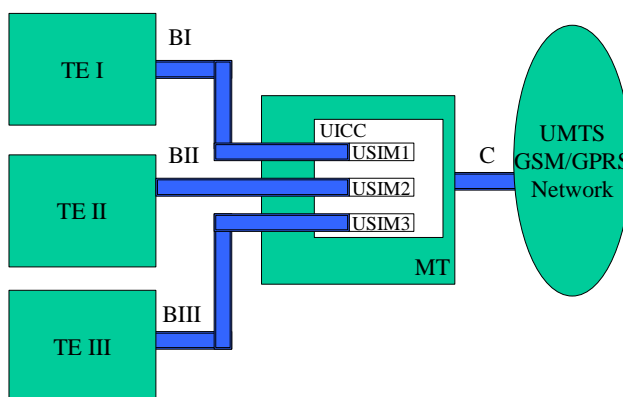 BI
TE I
UICC
USIM1
BII
USIM2
TE II
USIM3
MT
C
UMTS
GSM/GPRS
Network
BIII
TE III